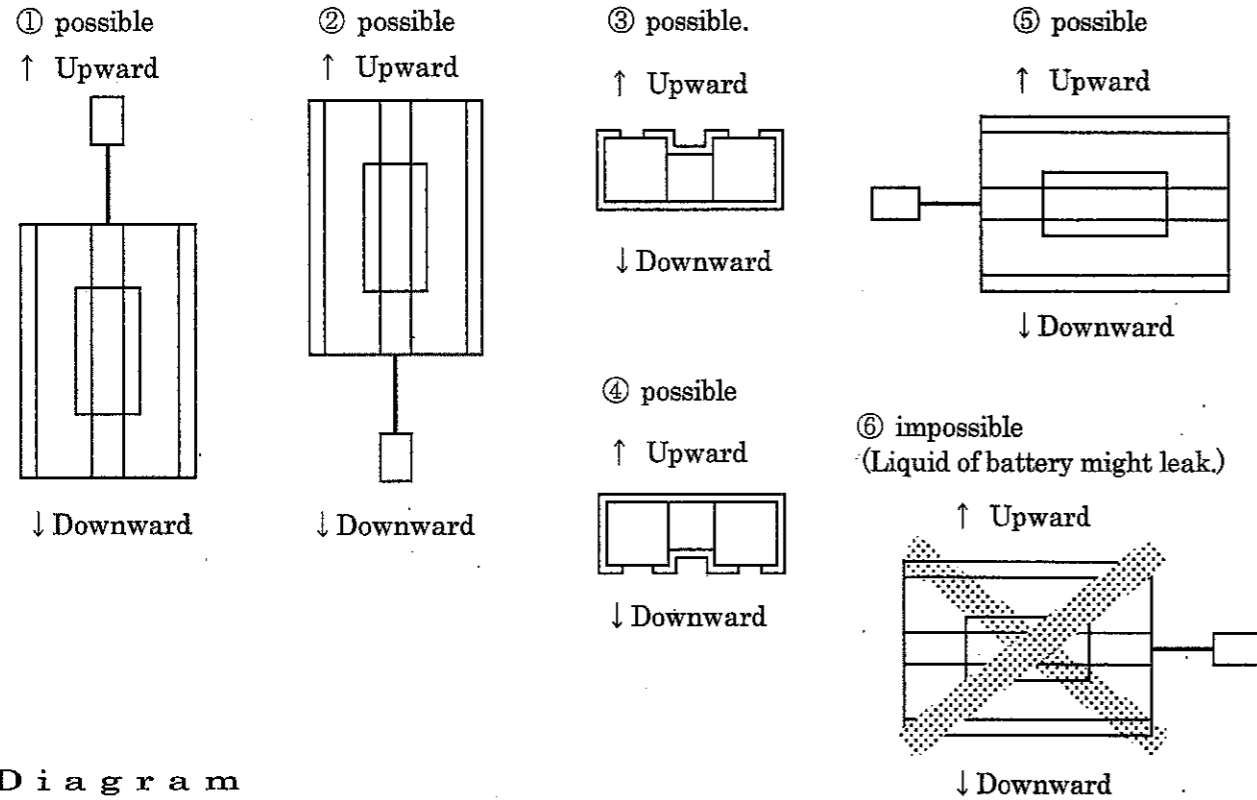 ① possible
↑ Upward
↓ Downward
② possible
↑ Upward
↓ Downward
③ possible.
↑ Upward
↓ Downward
④ possible
↑ Upward
↓ Downward
⑤ possible
↑ Upward
↓ Downward
⑥ impossible
(Liquid of battery might leak.)
↑ Upward
↓ Downward
Diagram